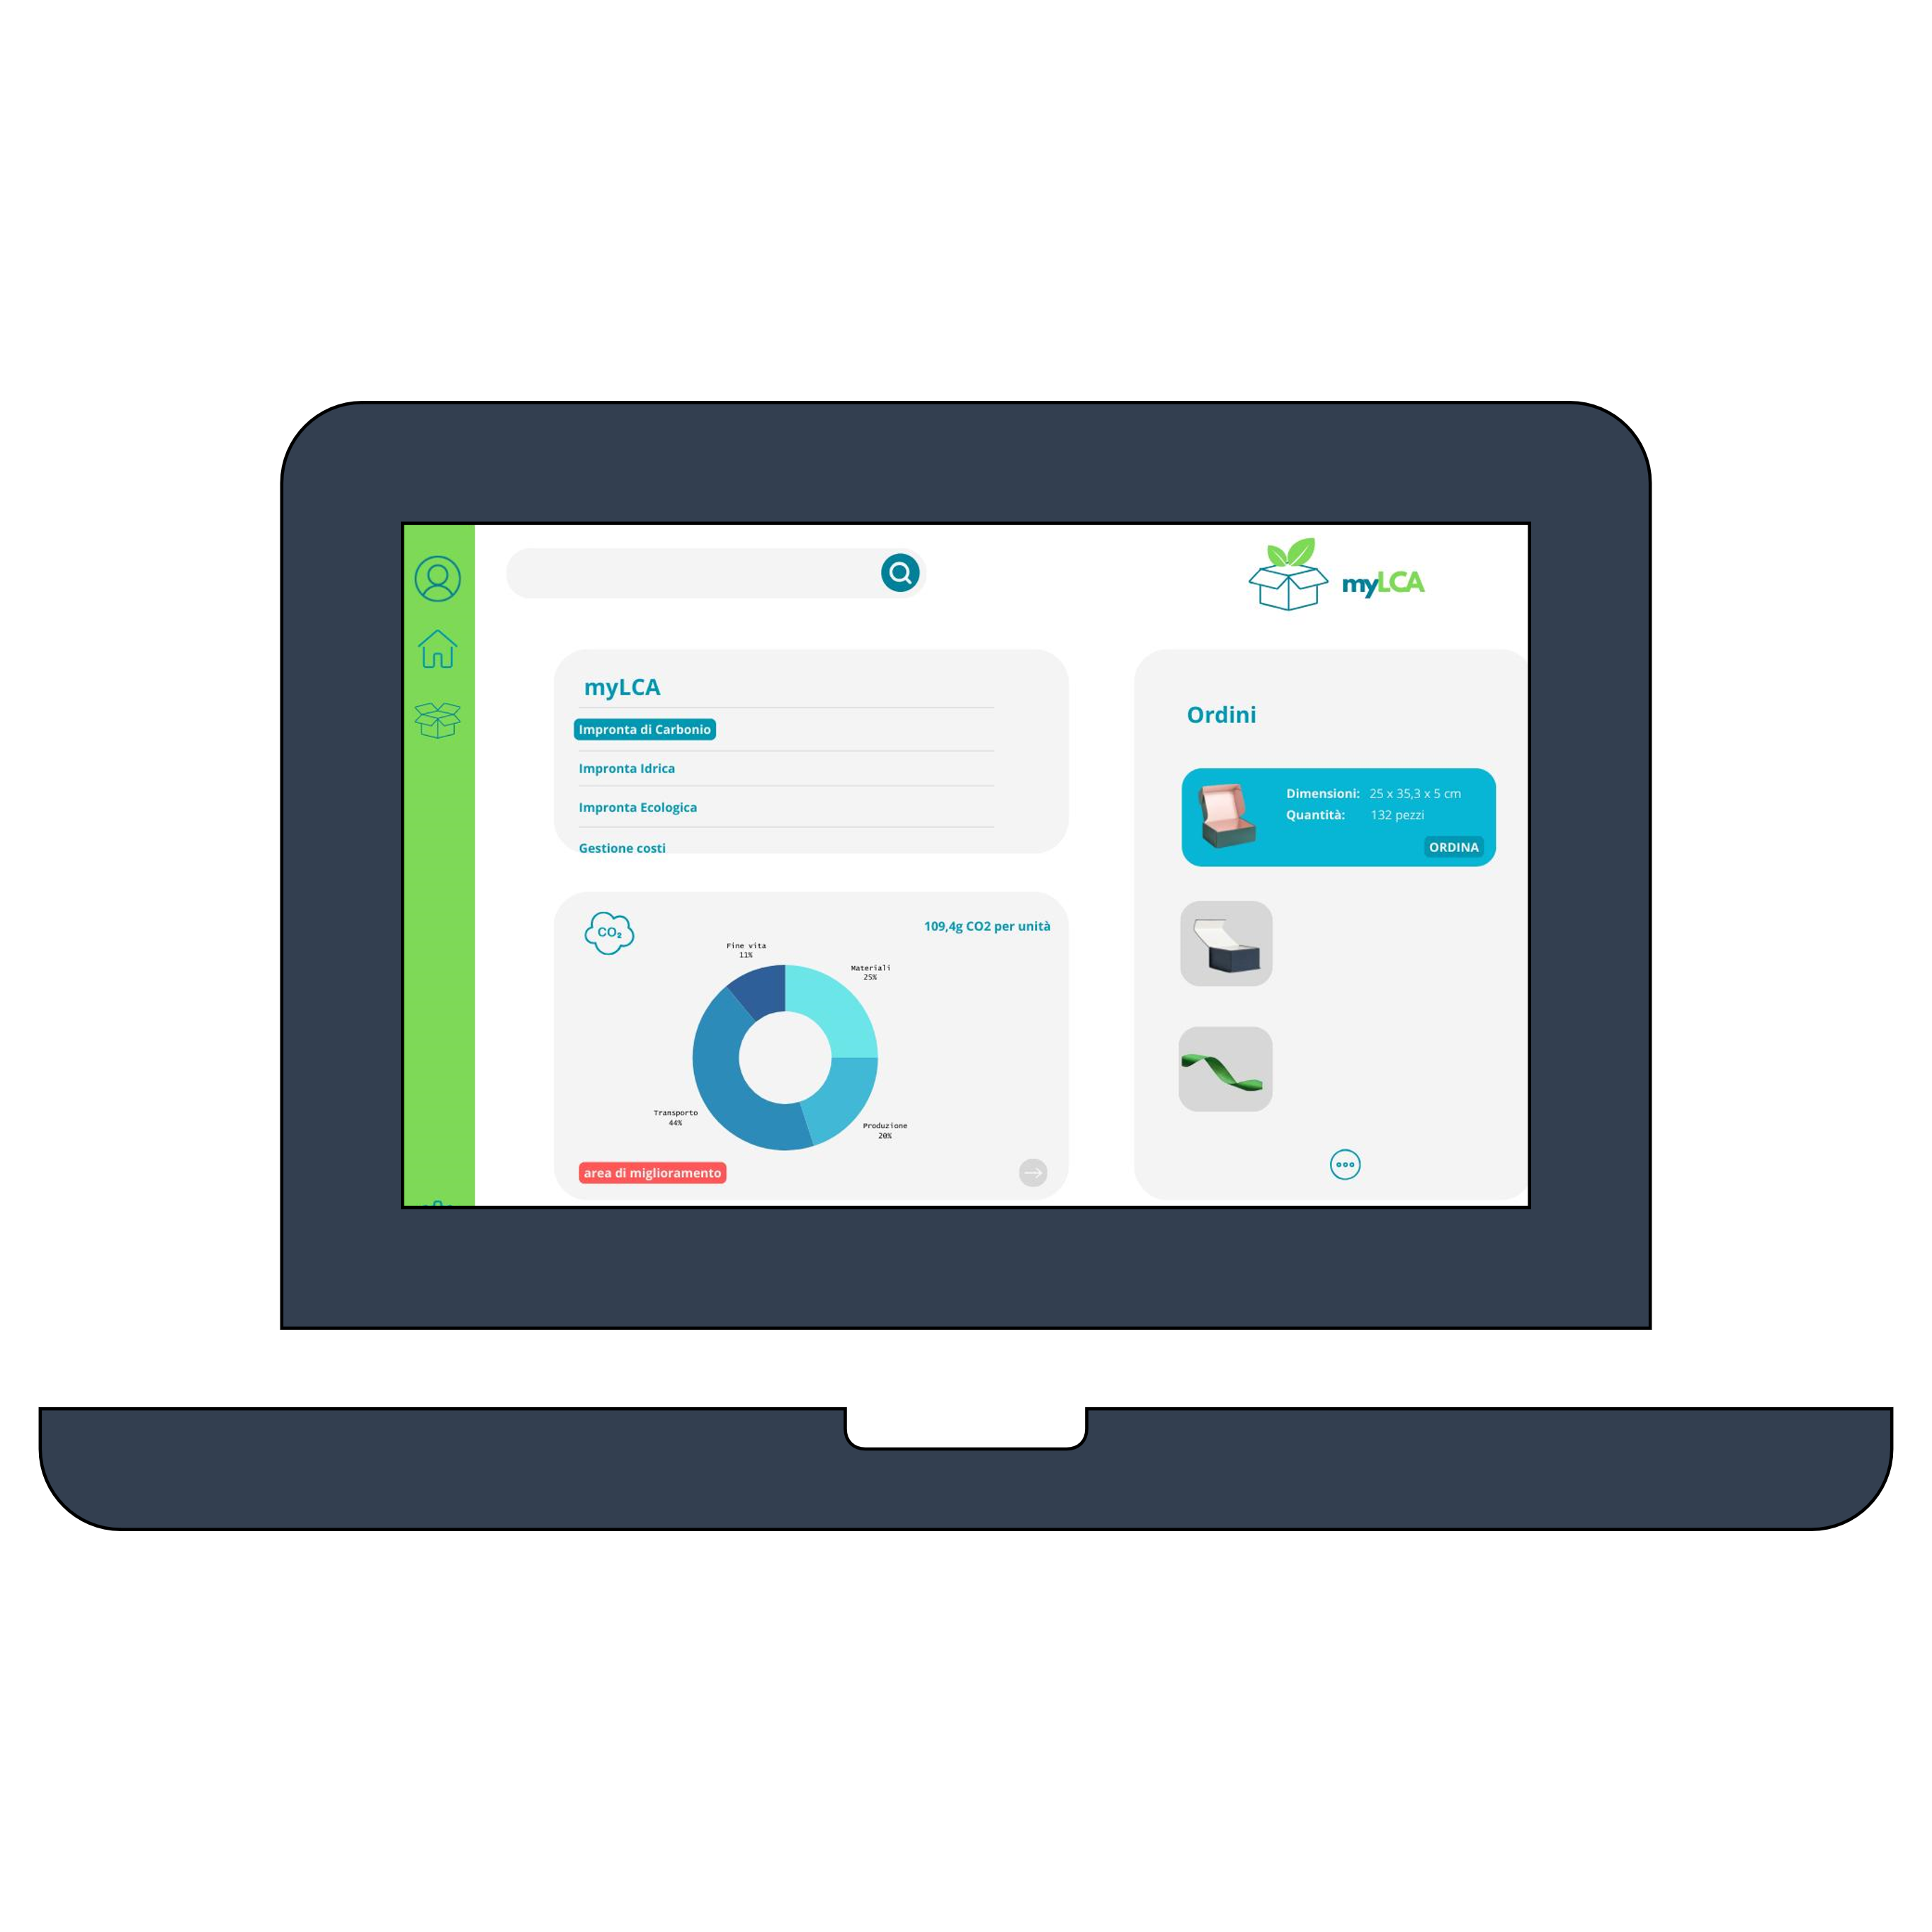 myLCA
myLCA
Impronta di Carbonio
Impronta Idrica
Impronta Ecologica
Gestione costi
CO₂
109,4g CO2 per unità
Fine vita
11%
Materiali
25%
Transporto
44%
Produzione
20%
area di miglioramento
Ordini
Dimensioni: 25 x 35,3 x 5 cm
Quantità: 132 pezzi
ORDINA